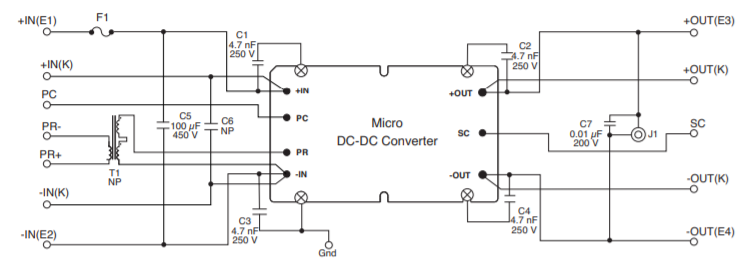 +IN(E1)
F1
+IN(K)
PC
PR-
PR+
T1
NP
-IN(K)
-IN(E2)
C5
100 µF
450 V
C6
NP
C1
4.7 nF
250 V
C3
4.7 nF
250 V
Gnd
+IN
PC
PR
-IN
Micro
DC-DC Converter
+OUT
SC
-OUT
C2
4.7 nF
250 V
C4
4.7 nF
250 V
C7
0.01 µF
200 V
J1
+OUT(E3)
+OUT(K)
SC
-OUT(K)
-OUT(E4)